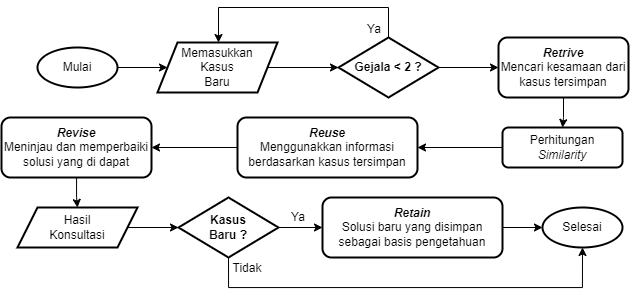 Ya
Mulai
Memasukkan
Kasus
Baru
Gejala < 2 ?
Retrive
Mencari kesamaan dari
kasus tersimpan
Revise
Meninjau dan memperbaiki
solusi yang di dapat
Reuse
Menggunakkan informasi
berdasarkan kasus tersimpan
Perhitungan
Similarity
Hasil
Konsultasi
Kasus
Baru ?
Ya
Retain
Solusi baru yang disimpan
sebagai basis pengetahuan
Selesai
Tidak